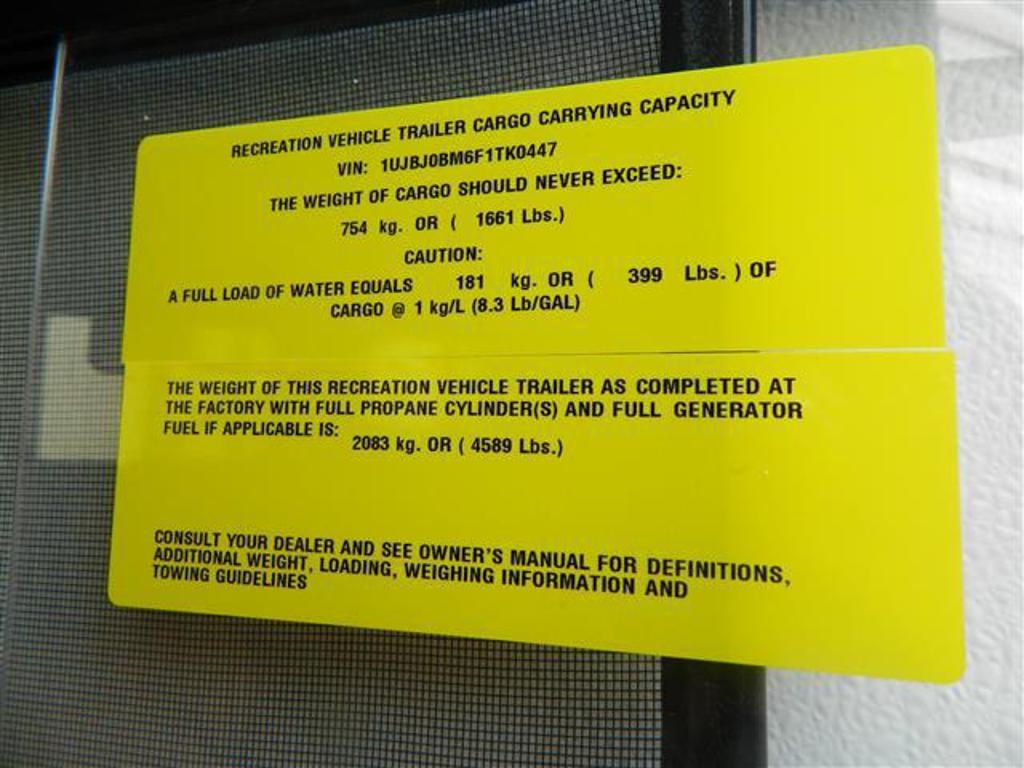 RECREATION VEHICLE TRAILER CARGO CARRYING CAPACITY
VIN: 1UJBJ0BM6F1TK0447
THE WEIGHT OF CARGO SHOULD NEVER EXCEED:
754 kg. OR ( 1661 Lbs.)
CAUTION:
A FULL LOAD OF WATER EQUALS 181 kg. OR ( 399 Lbs. ) OF
CARGO @ 1 kg/L (8.3 Lb/GAL)
THE WEIGHT OF THIS RECREATION VEHICLE TRAILER AS COMPLETED AT
THE FACTORY WITH FULL PROPANE CYLINDER(S) AND FULL GENERATOR
FUEL IF APPLICABLE IS:
2083 kg. OR ( 4589 Lbs.)
CONSULT YOUR DEALER AND SEE OWNER'S MANUAL FOR DEFINITIONS,
ADDITIONAL WEIGHT, LOADING, WEIGHING INFORMATION AND
TOWING GUIDELINES